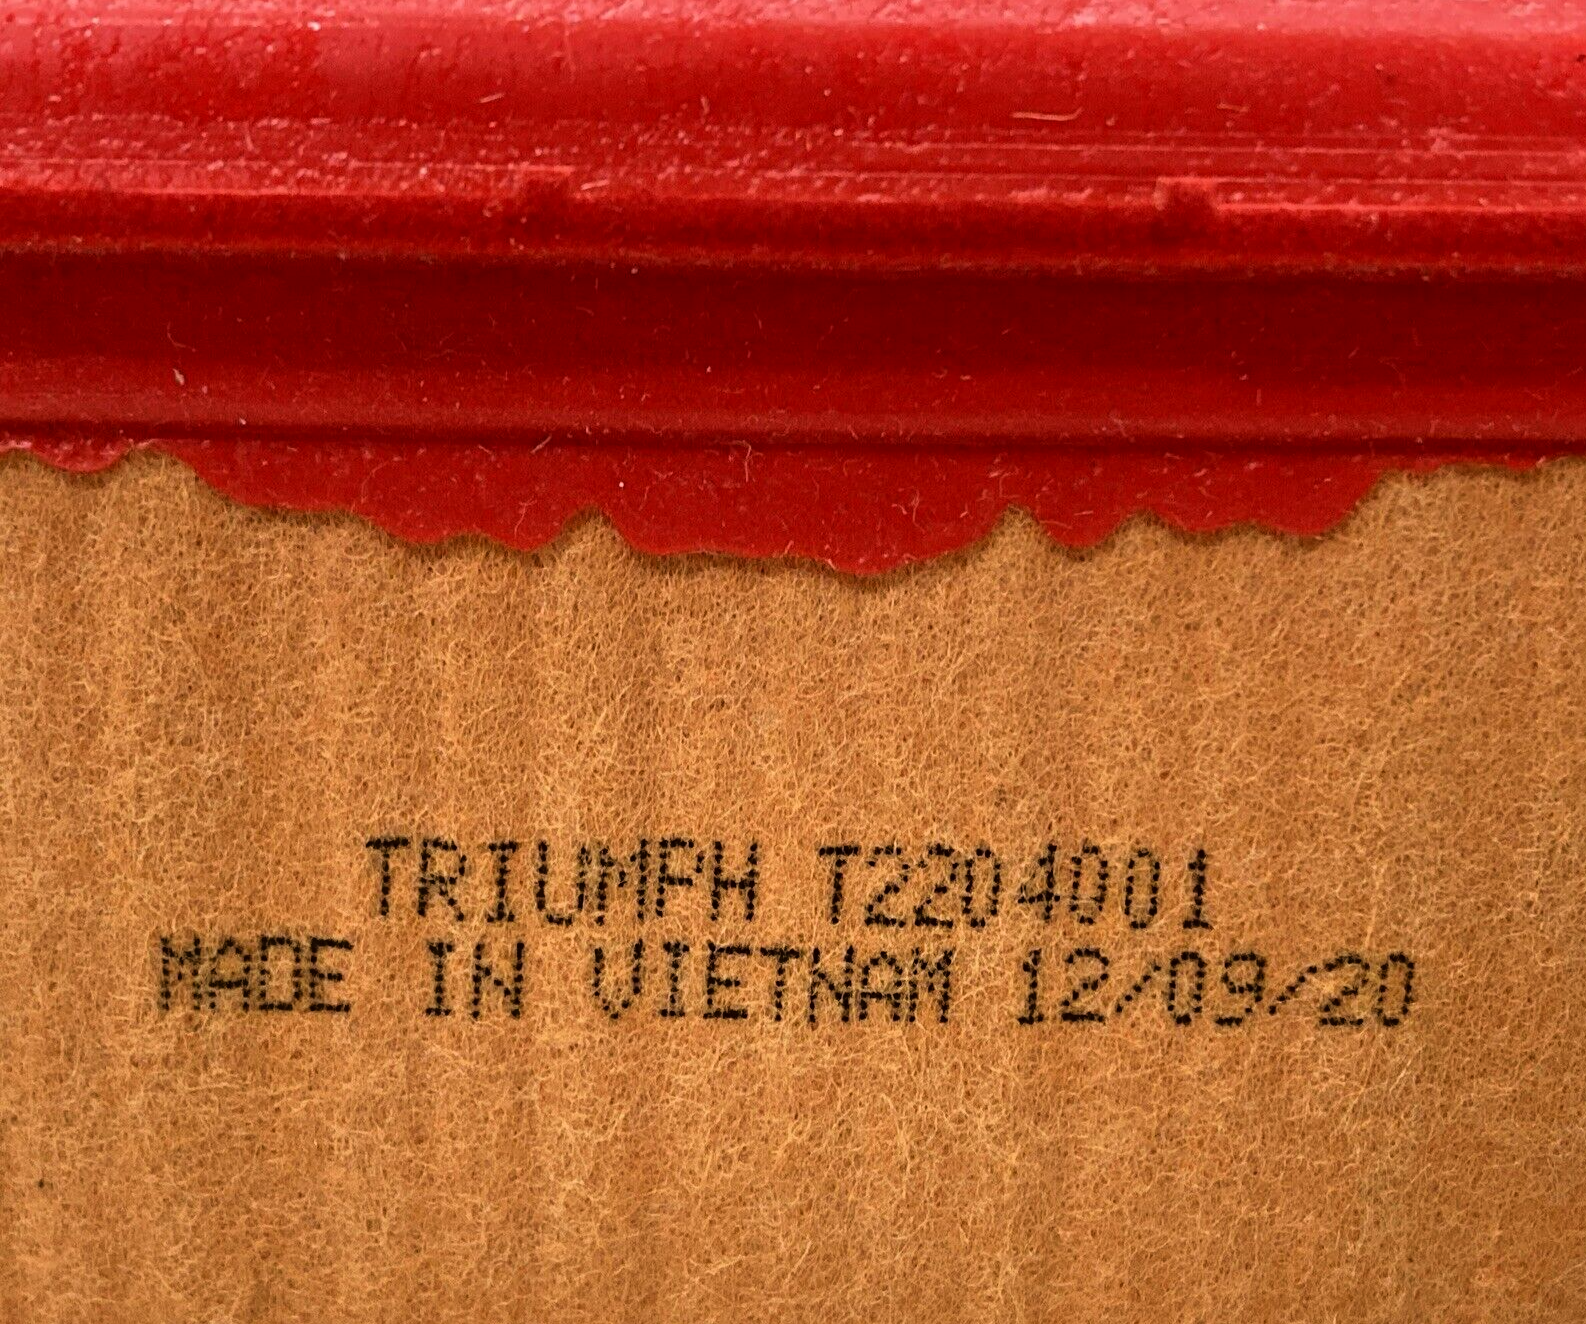 TRIUMPH T2204001
MADE IN VIETNAM 12/09/20